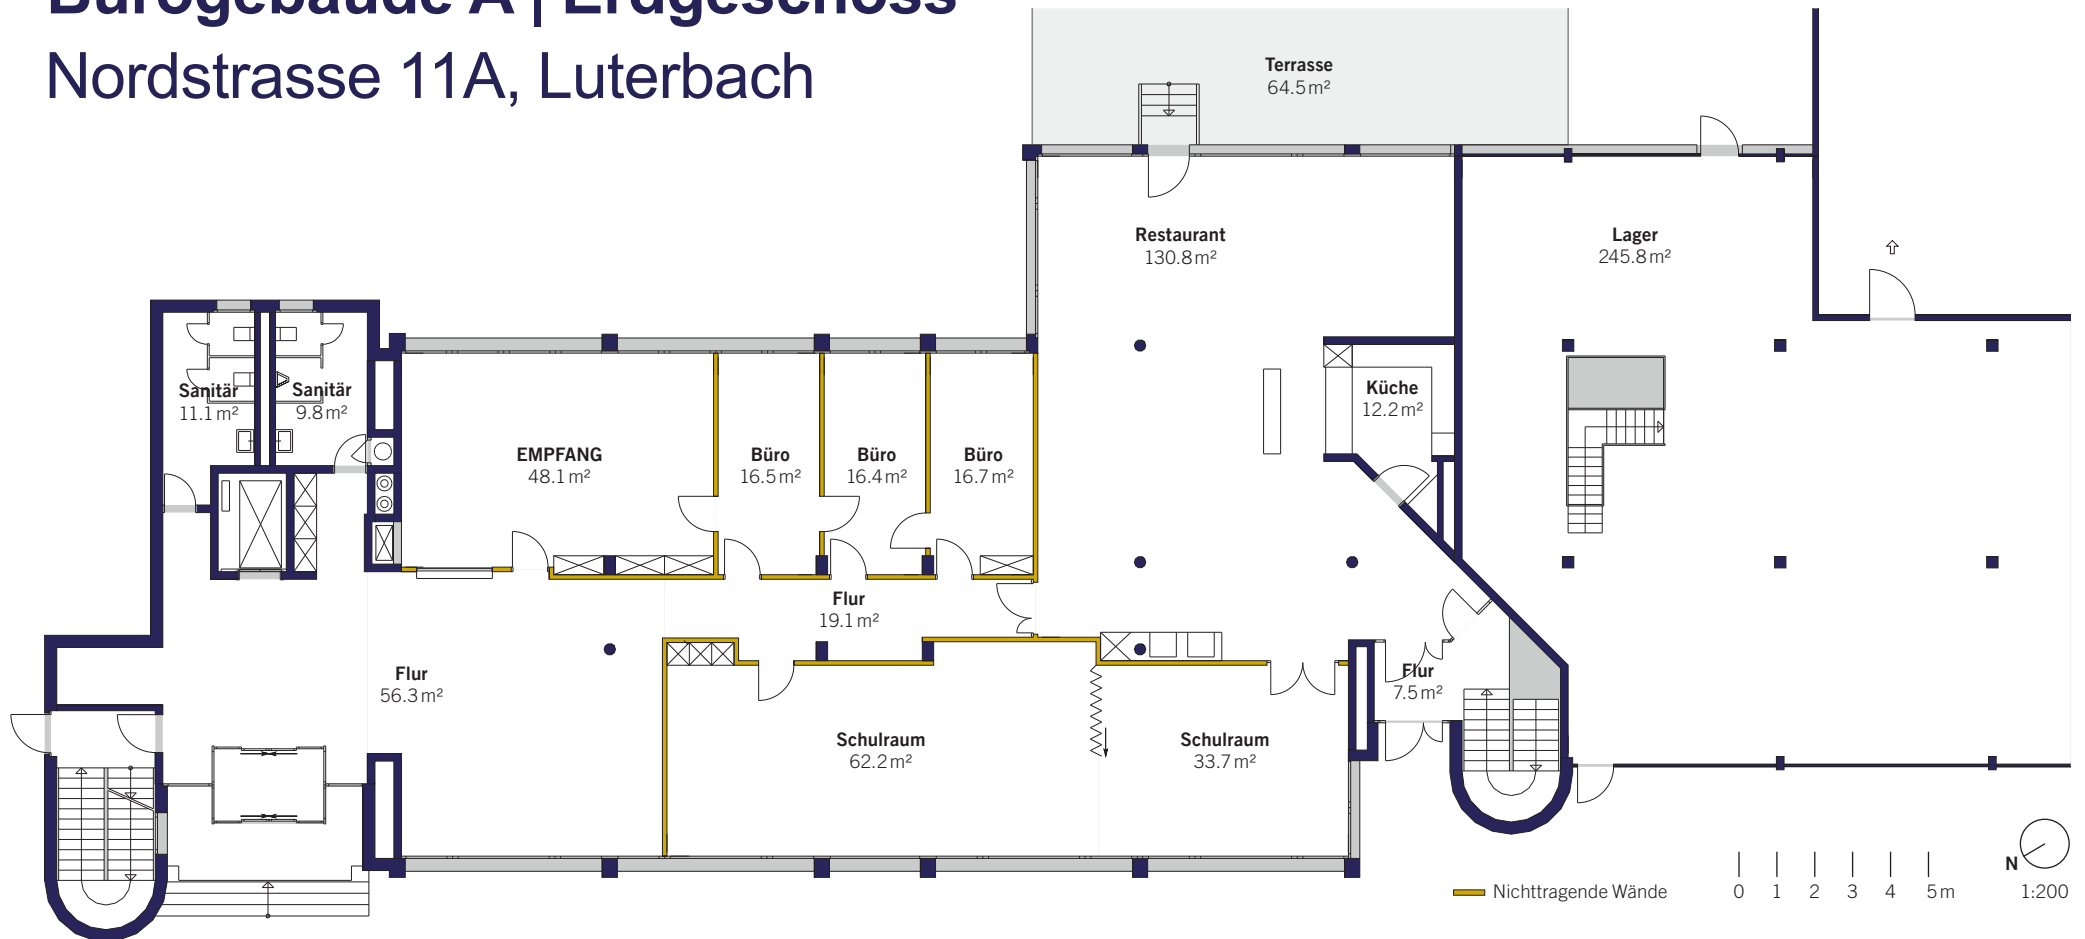 Bürogebäude A | Erdgeschoss
Nordstrasse 11A, Luterbach
Terrasse
64.5 m²
Restaurant
130.8 m²
Lager
245.8 m²
Sanitär
11.1 m²
Sanitär
9.8 m²
Küche
12.2 m²
EMPFANG
48.1 m²
Büro
16.5 m²
Büro
16.4 m²
Büro
16.7 m²
Flur
19.1 m²
Flur
56.3 m²
Flur
7.5 m²
Schulraum
62.2 m²
Schulraum
33.7 m²
Nichttragende Wände
0 1 2 3 4 5 m
N
1:200